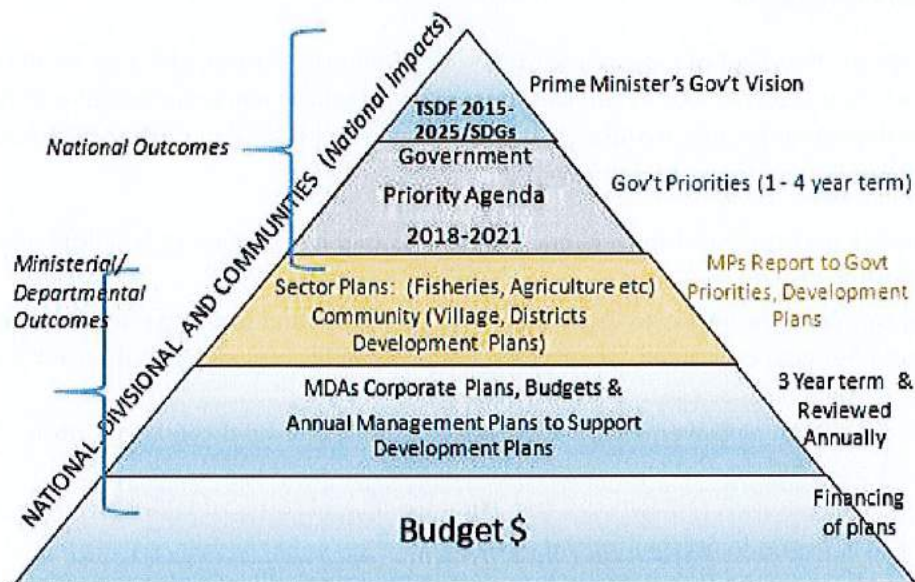 Prime Minister's Gov't Vision
TSDF 2015-
2025/SDGs
National Outcomes
Government
Priority Agenda
2018-2021
Gov't Priorities (1 - 4 year term)
NATIONAL, DIVISIONAL AND COMMUNITIES (National Impacts)
Ministerial/
Departmental
Outcomes
Sector Plans: (Fisheries, Agriculture etc)
Community (Village, Districts
Development Plans)
MPs Report to Govt
Priorities, Development
Plans
MDAs Corporate Plans, Budgets &
Annual Management Plans to Support
Development Plans
3 Year term &
Reviewed
Annually
Budget $
Financing
of plans